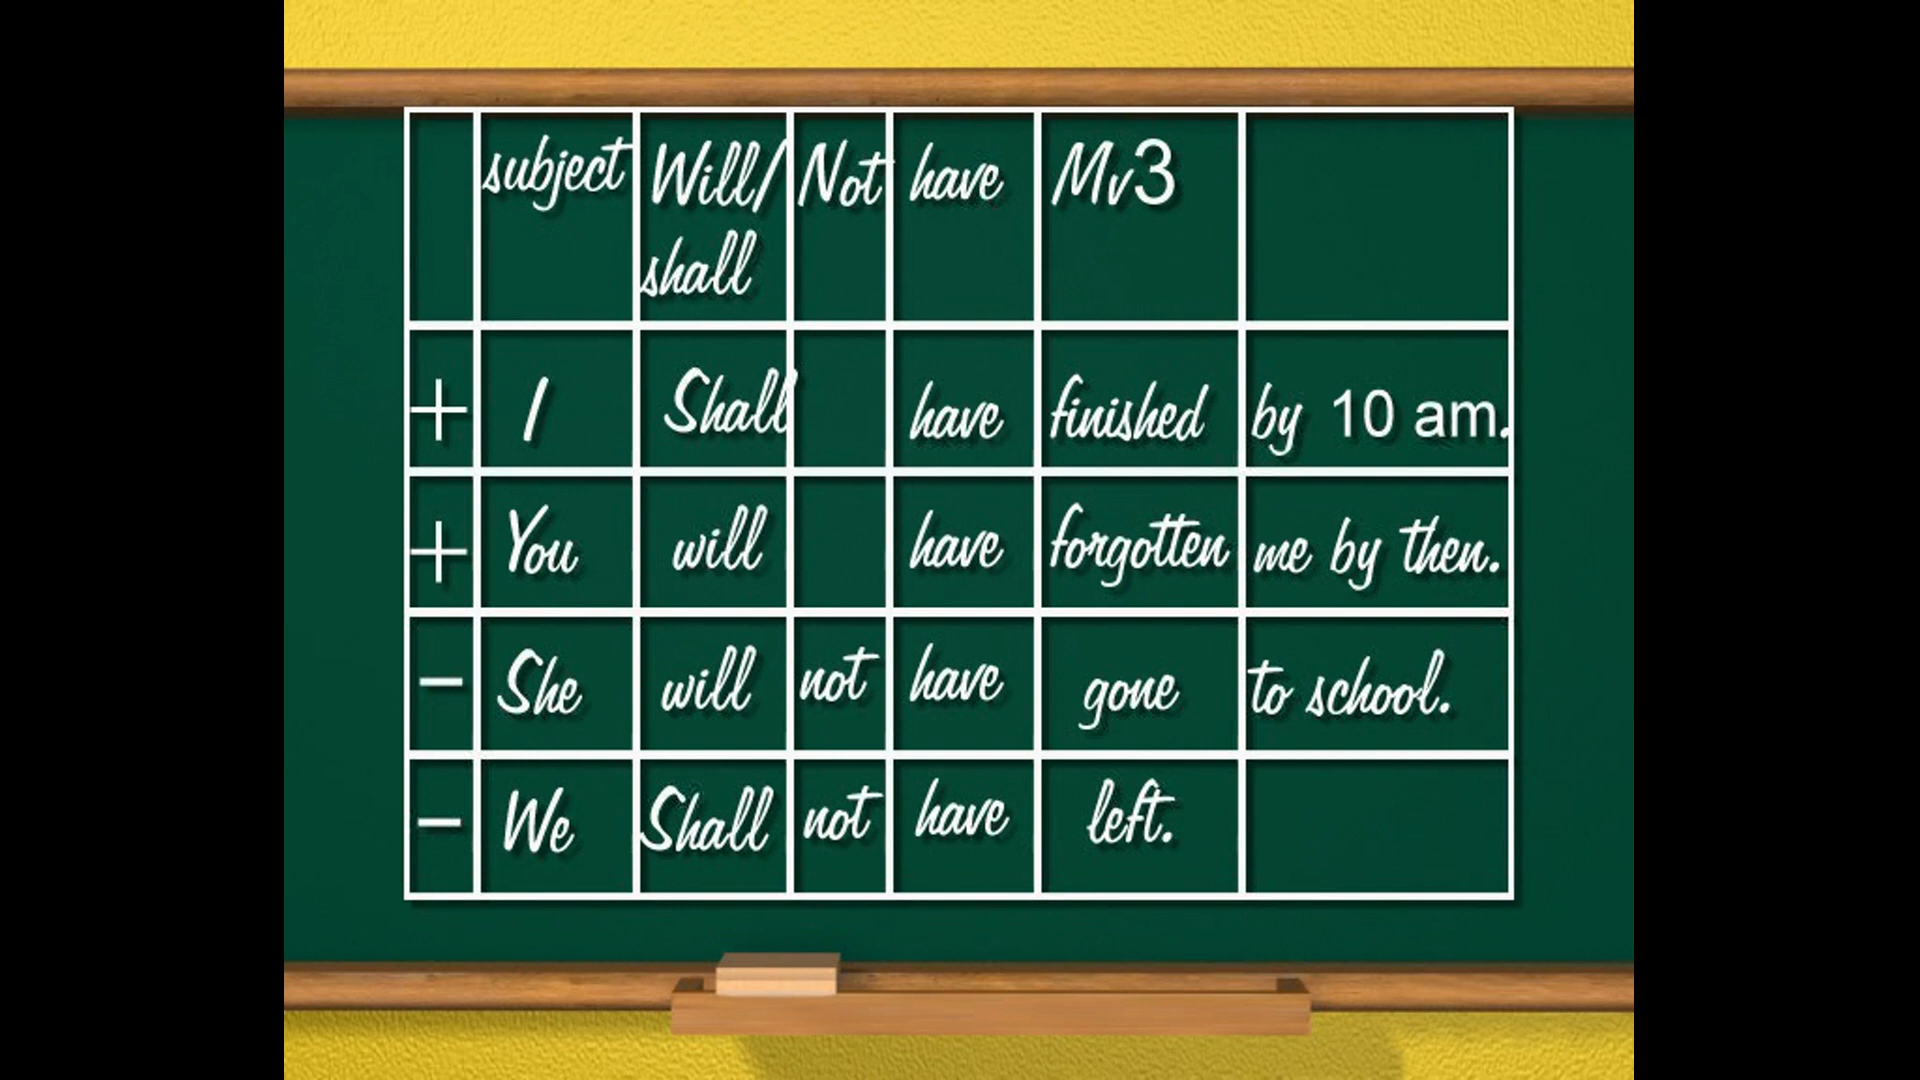 subject Will/ Not have Mv3
shall
+ I Shall have finished by 10 am.
+ You will have forgotten me by then.
- She will not have gone to school.
- We Shall not have left.